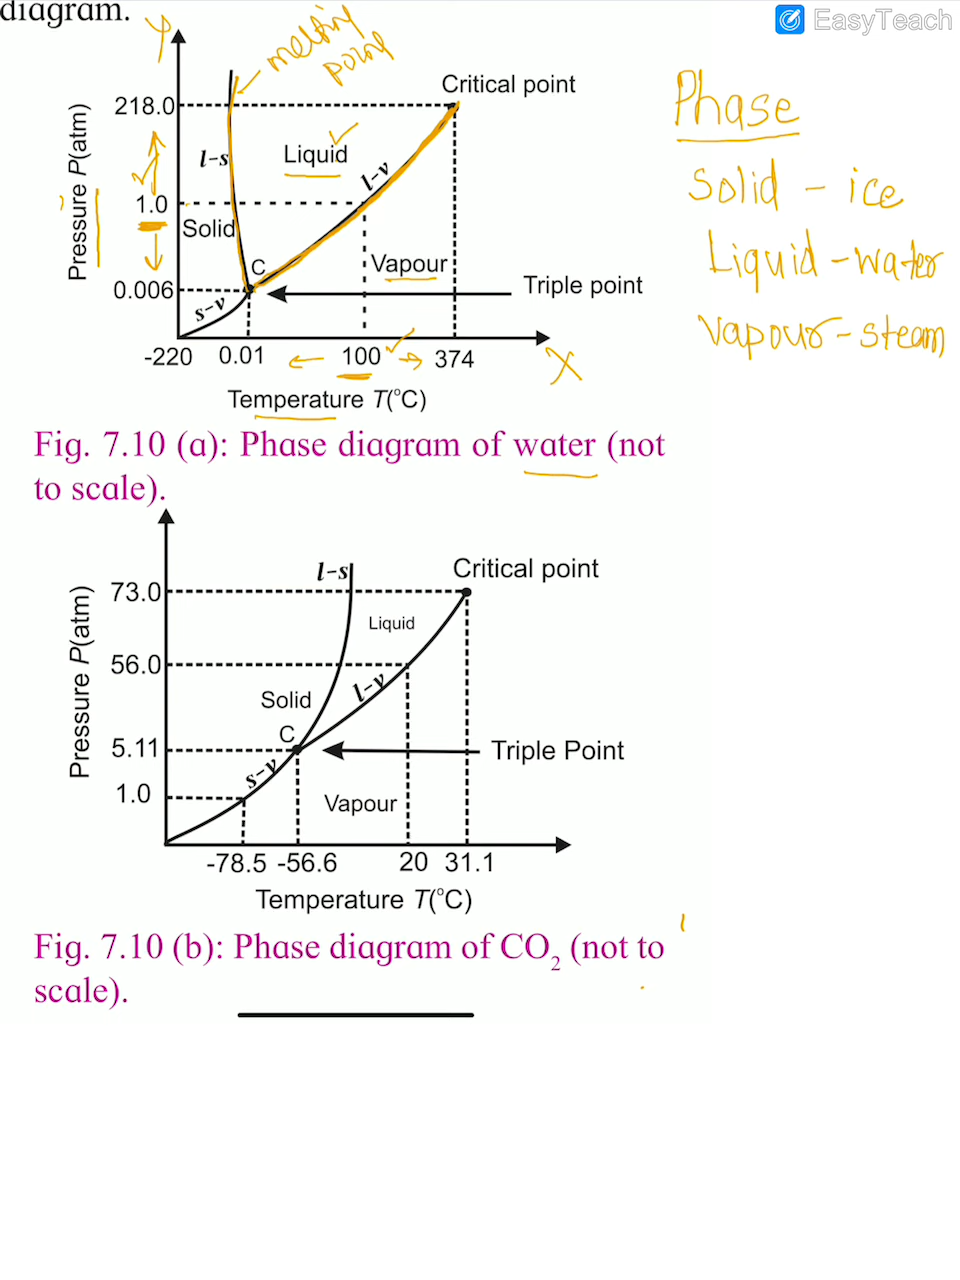 diagram.
EasyTeach
Y
melting point
Critical point
Phase
218.0
l-s
Liquid
l-v
Solid - ice
1.0
Solid
Liquid - water
C
Vapour
0.006
s-v
Triple point
Vapour - steam
-220 0.01 100 374
X
Pressure P(atm)
Temperature T(°C)
Fig. 7.10 (a): Phase diagram of water (not
to scale).
l-s
Critical point
73.0
Liquid
56.0
l-v
Solid
C
5.11
Triple Point
s-v
1.0
Vapour
-78.5 -56.6 20 31.1
Pressure P(atm)
Temperature T(°C)
Fig. 7.10 (b): Phase diagram of CO₂ (not to
scale).